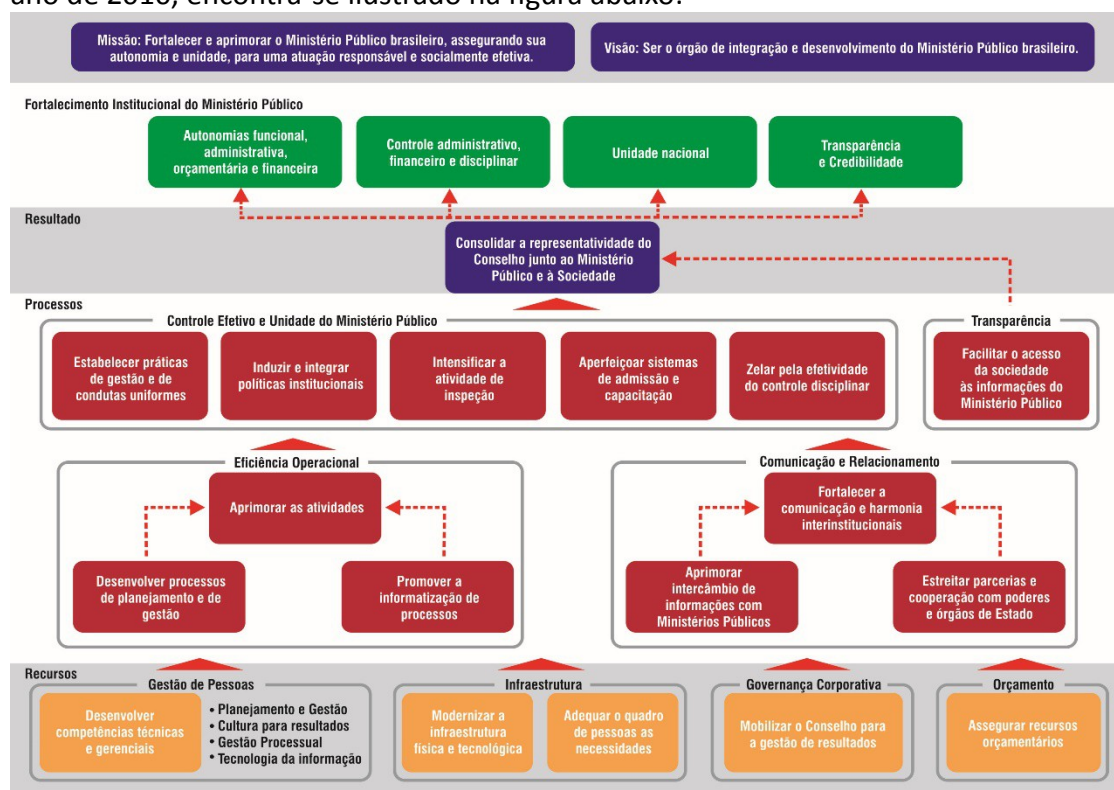 ano de 2016, encontra-se ilustrado na figura abaixo:
Missão: Fortalecer e aprimorar o Ministério Público brasileiro, assegurando sua
autonomia e unidade, para uma atuação responsável e socialmente efetiva.
Visão: Ser o órgão de integração e desenvolvimento do Ministério Público brasileiro.
Fortalecimento Institucional do Ministério Público
Autonomias funcional,
administrativa,
orçamentária e financeira
Controle administrativo,
financeiro e disciplinar
Unidade nacional
Transparência
e Credibilidade
Resultado
Consolidar a representatividade do
Conselho junto ao Ministério
Público e à Sociedade
Processos
Controle Efetivo e Unidade do Ministério Público
Estabelecer práticas
de gestão e de
condutas uniformes
Induzir e integrar
políticas institucionais
Intensificar a
atividade de
inspeção
Aperfeiçoar sistemas
de admissão e
capacitação
Zelar pela efetividade
do controle disciplinar
Transparência
Facilitar o acesso
da sociedade
às informações do
Ministério Público
Eficiência Operacional
Aprimorar as atividades
Desenvolver processos
de planejamento e de
gestão
Promover a
informatização de
processos
Comunicação e Relacionamento
Fortalecer a
comunicação e harmonia
interinstitucionais
Aprimorar
intercâmbio de
informações com
Ministérios Públicos
Estreitar parcerias e
cooperação com poderes
e órgãos de Estado
Recursos
Gestão de Pessoas
Desenvolver
competências técnicas
e gerenciais
• Planejamento e Gestão
• Cultura para resultados
• Gestão Processual
• Tecnologia da informação
Infraestrutura
Modernizar a
infraestrutura
física e tecnológica
Adequar o quadro
de pessoas as
necessidades
Governança Corporativa
Mobilizar o Conselho para
a gestão de resultados
Orçamento
Assegurar recursos
orçamentários